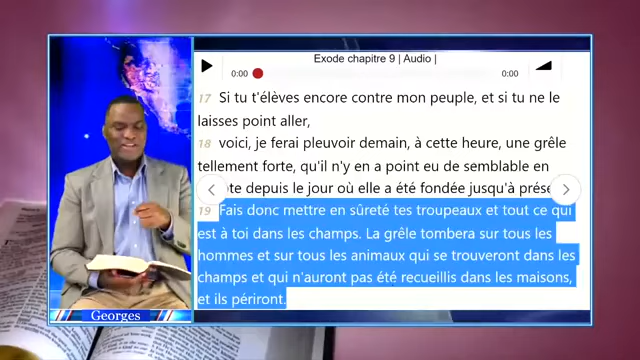 Exode chapitre 9 | Audio |
0:00 0:00
17 Si tu t'élèves encore contre mon peuple, et si tu ne le
laisses point aller,
18 voici, je ferai pleuvoir demain, à cette heure, une grêle
tellement forte, qu'il n'y en a point eu de semblable en
te depuis le jour où elle a été fondée jusqu'à prése
19 Fais donc mettre en sûreté tes troupeaux et tout ce qui
est à toi dans les champs. La grêle tombera sur tous les
hommes et sur tous les animaux qui se trouveront dans les
champs et qui n'auront pas été recueillis dans les maisons,
et ils périront.
Georges